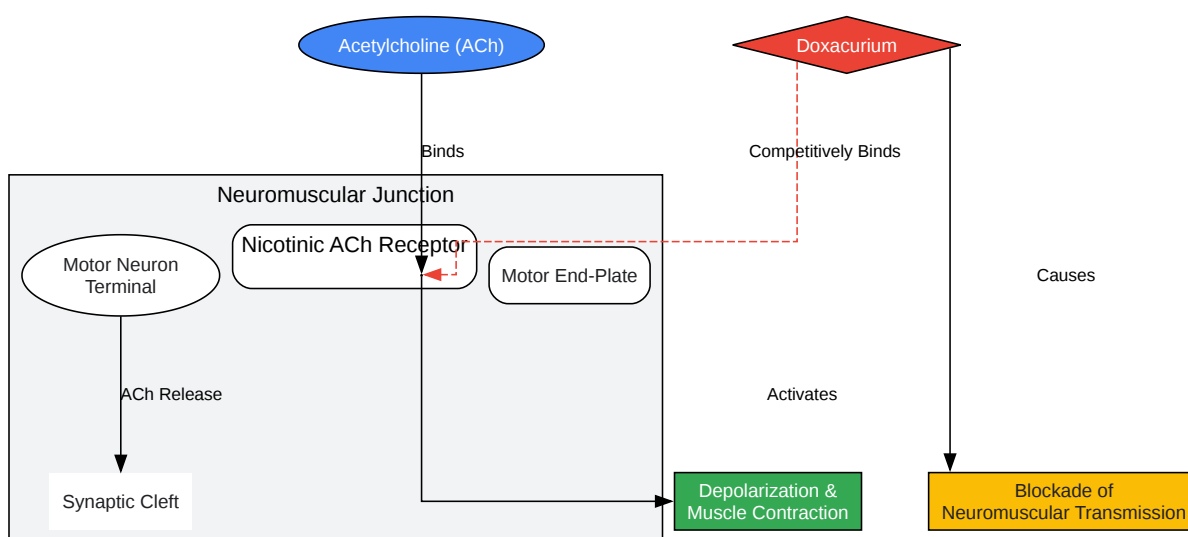 Acetylcholine (ACh)
Doxacurium
Binds
Competitively Binds
Neuromuscular Junction
Nicotinic ACh Receptor
Motor Neuron
Terminal
Motor End-Plate
Causes
ACh Release
Activates
Synaptic Cleft
Depolarization &
Muscle Contraction
Blockade of
Neuromuscular Transmission